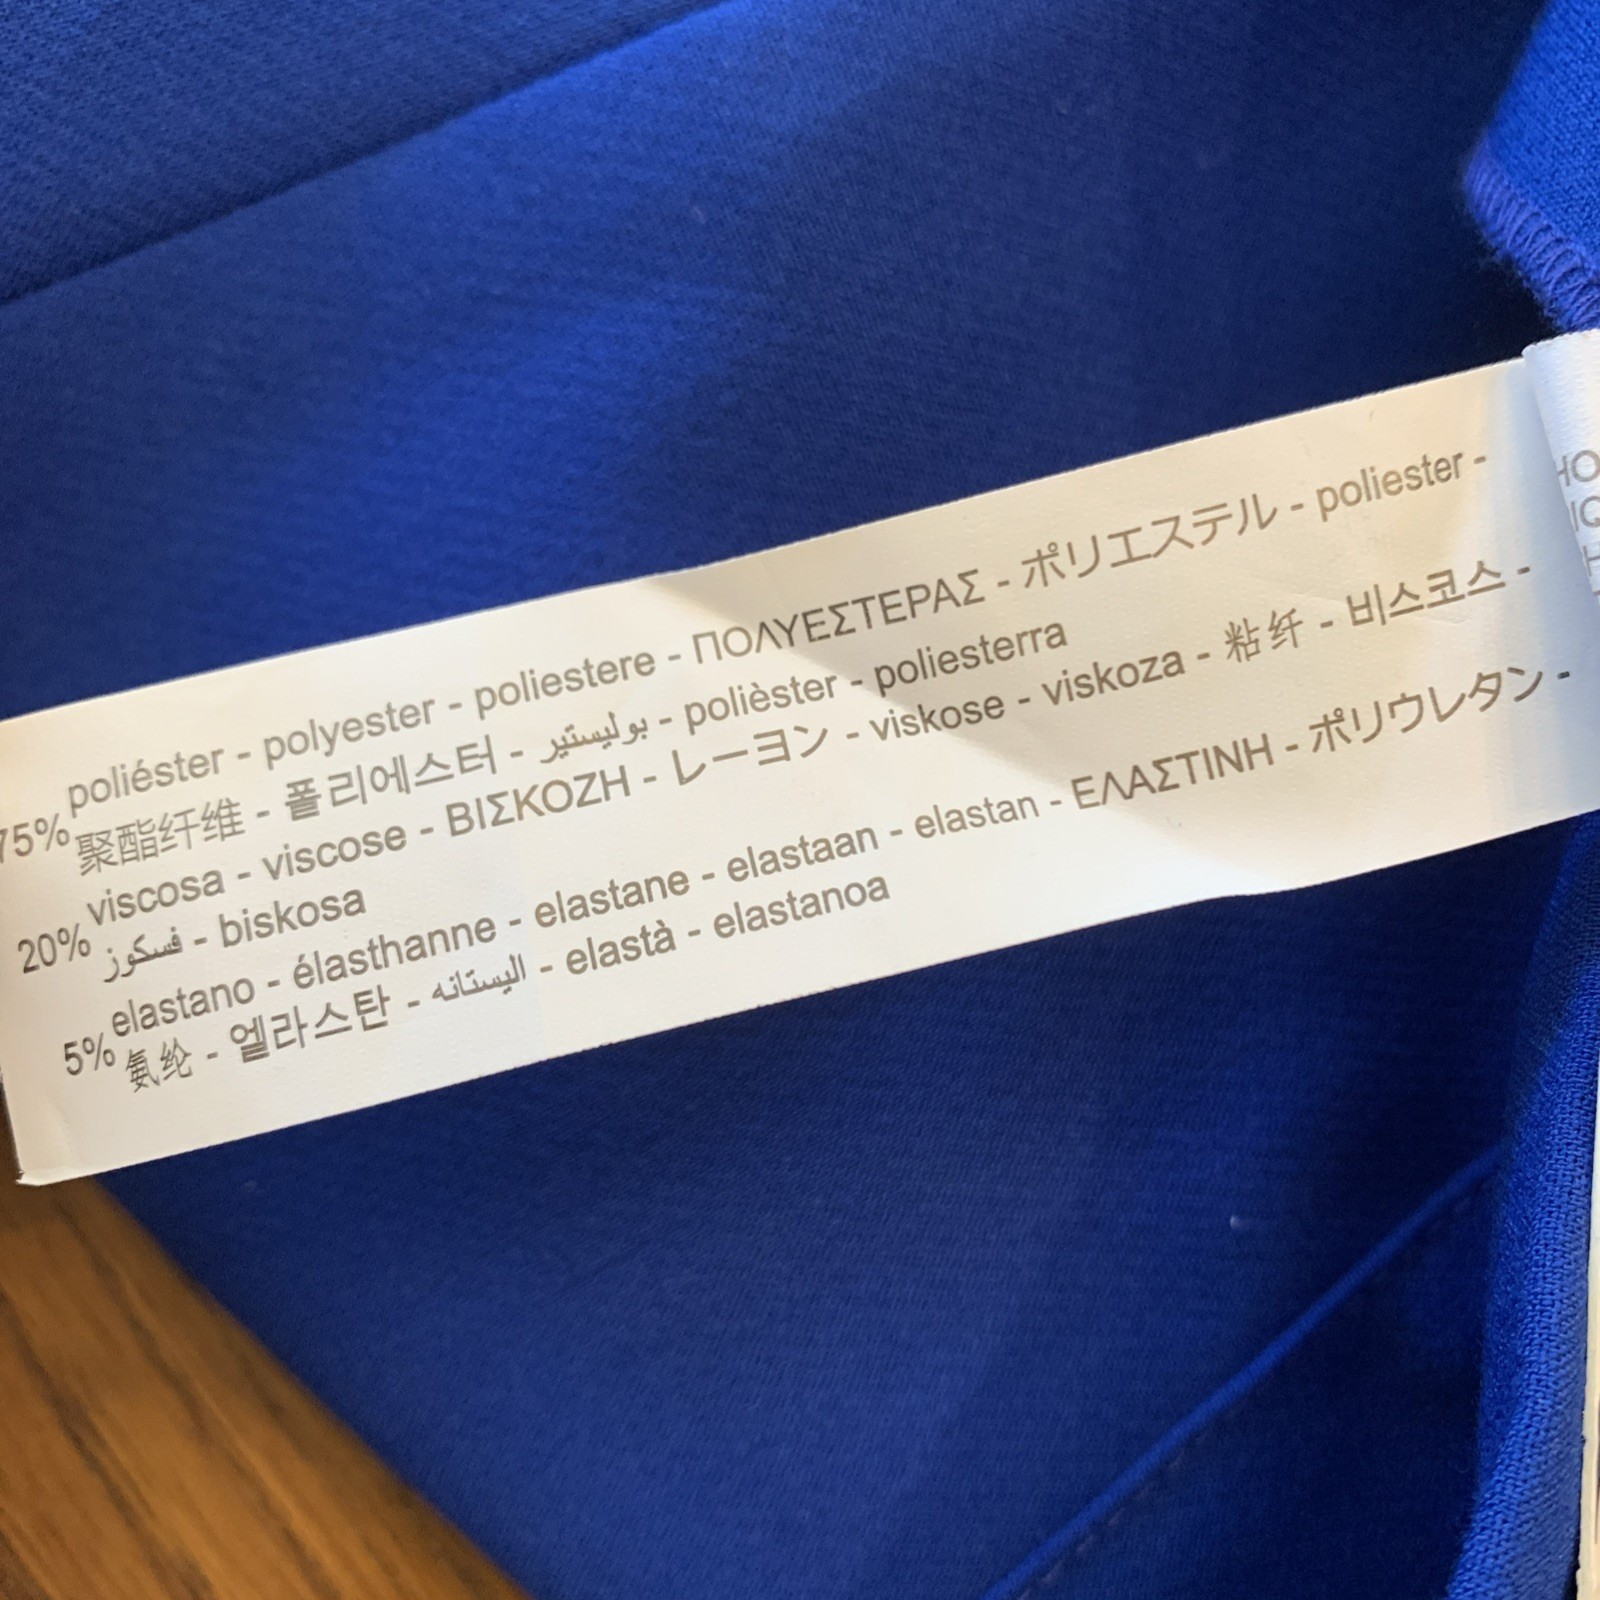 75% poliéster - polyester - poliestere - ΠΟΛΥΕΣΤΕΡΑΣ - ポリエステル - poliester -
聚酯纤维 - 폴리에스터 - بوليستير - polièster - poliesterra
20% viscosa - viscose - ΒΙΣΚΟΖΗ - レーヨン - viskose - viskoza - 粘纤 - 비스코스 -
فسكوز - biskosa
5% elastano - élasthanne - elastane - elastaan - elastan - ΕΛΑΣΤΙΝΗ - ポリウレタン -
氨纶 - 엘라스탄 - اليستانه - elastà - elastanoa